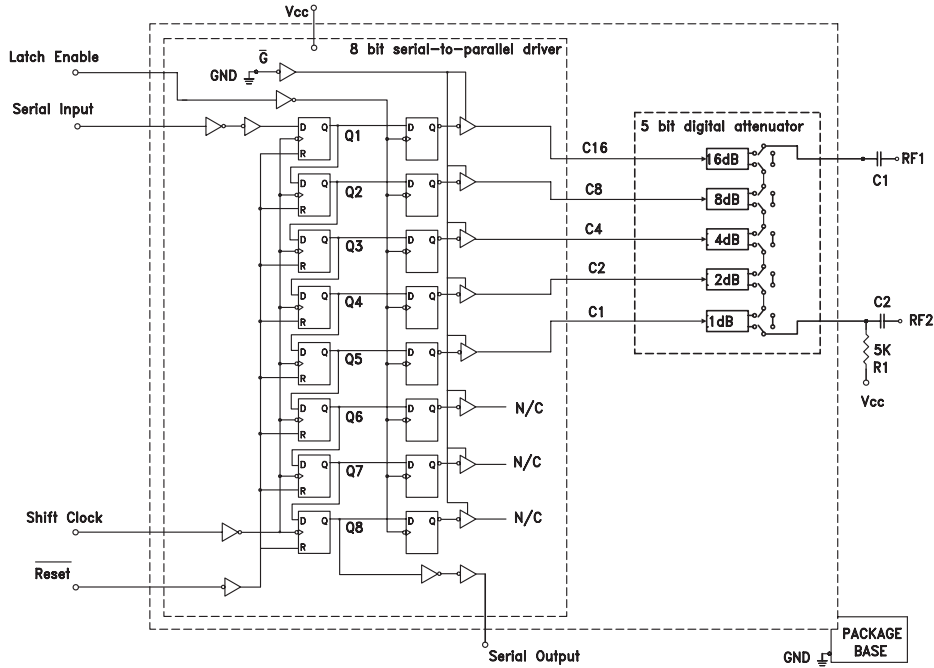 Vcc
8 bit serial-to-parallel driver
Latch Enable
G̅
GND
Serial Input
D Q
R
Q1
D Q
C16
5 bit digital attenuator
16dB
RF1
C1
D Q
R
Q2
D Q
C8
8dB
D Q
R
Q3
D Q
C4
4dB
D Q
R
Q4
D Q
C2
2dB
C2
RF2
D Q
R
Q5
D Q
C1
1dB
5K
R1
Vcc
D Q
R
Q6
D Q
N/C
D Q
R
Q7
D Q
N/C
Shift Clock
D Q
R
Q8
D Q
N/C
R̅e̅s̅e̅t̅
Serial Output
PACKAGE
BASE
GND